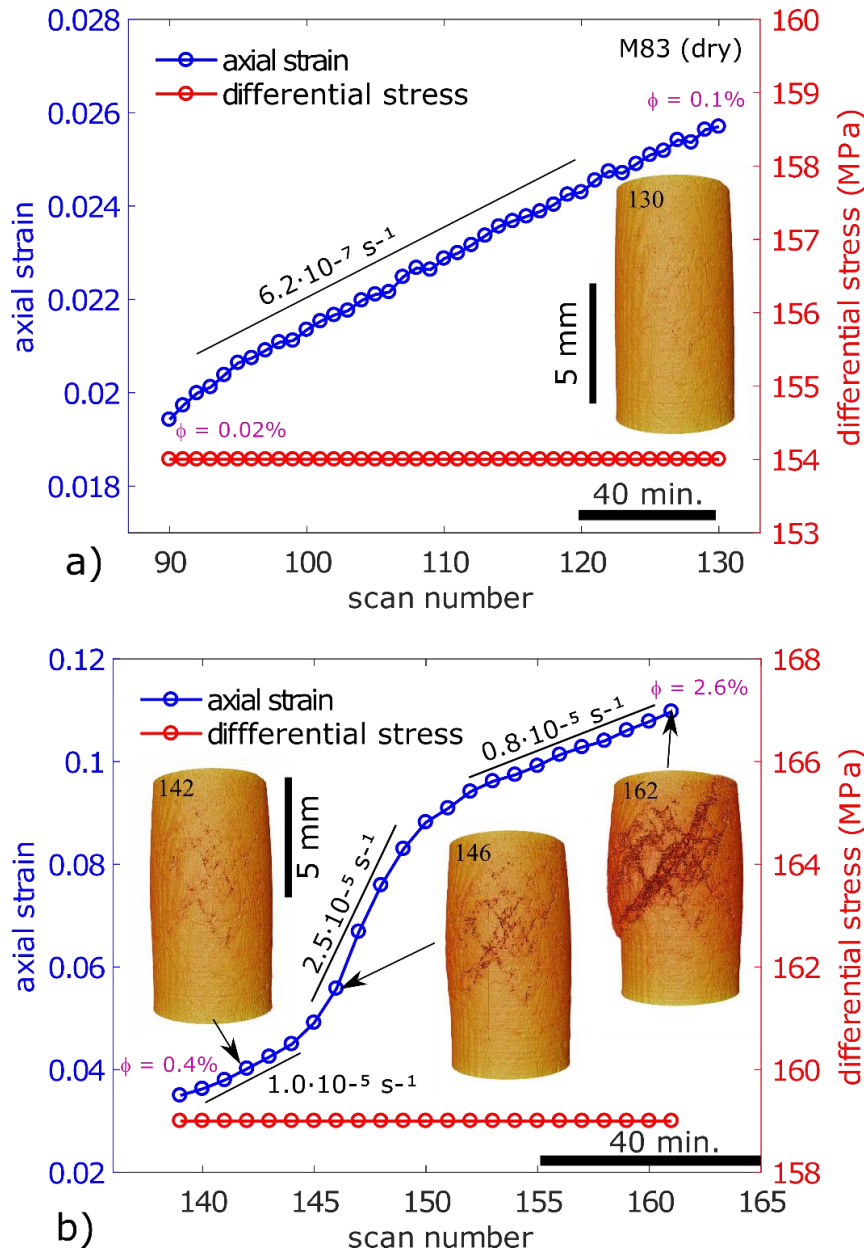 0.028
0.026
0.024
0.022
0.02
0.018
axial strain
axial strain
differential stress
M83 (dry)
ϕ = 0.1%
6.2·10-⁷ s-¹
130
5 mm
ϕ = 0.02%
40 min.
160
159
158
157
156
155
154
153
differential stress (MPa)
90 100 110 120 130
scan number
a)
0.12
0.1
0.08
0.06
0.04
0.02
axial strain
axial strain
diffferential stress
ϕ = 2.6%
0.8·10-⁵ s-¹
142
5 mm
162
146
2.5·10-⁵ s-¹
ϕ = 0.4%
1.0·10-⁵ s-¹
40 min.
168
166
164
162
160
159
158
differential stress (MPa)
140 145 150 155 160 165
scan number
b)